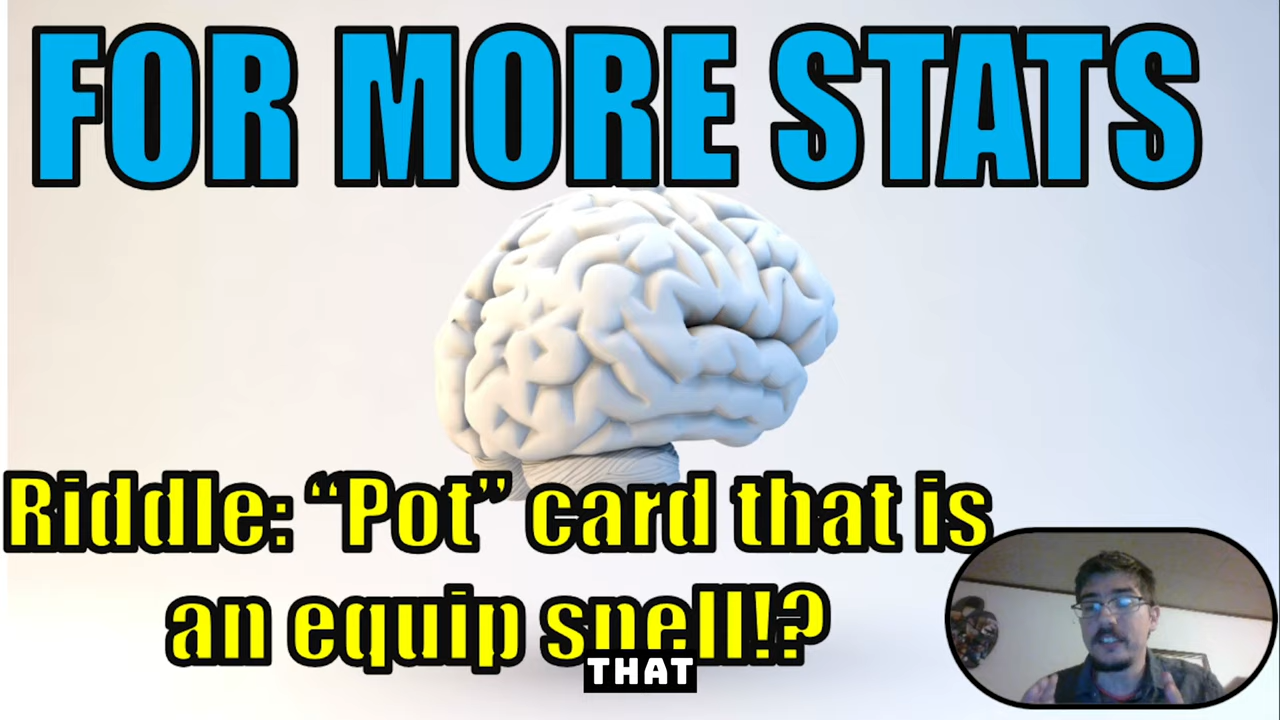 FOR MORE STATS
Riddle: “Pot” card that is
an equip spell!?
THAT